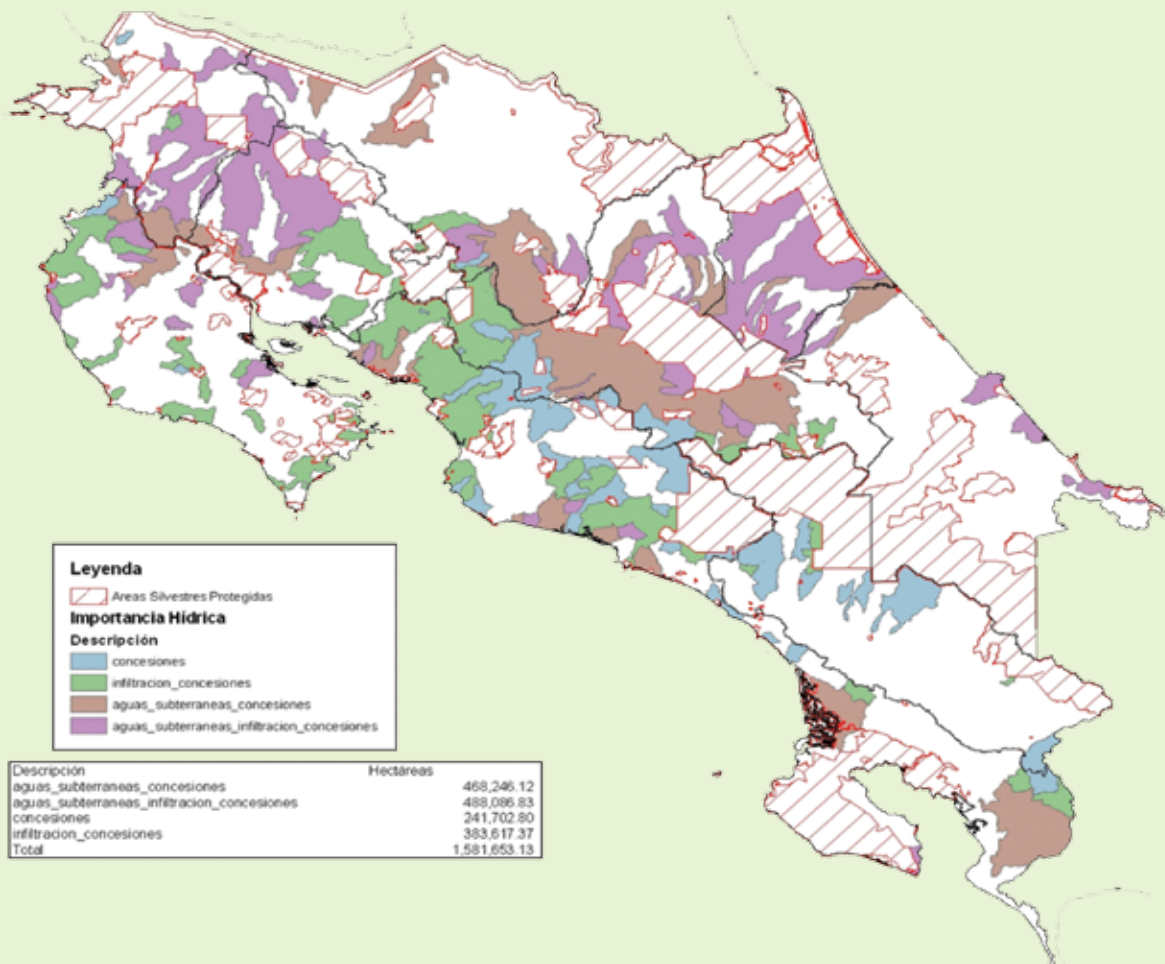 Leyenda
Areas Silvestres Protegidas
Importancia Hídrica
Descripción
concesiones
infiltracion_concesiones
aguas_subterraneas_concesiones
aguas_subterraneas_infiltracion_concesiones
Descripción Hectáreas
aguas_subterraneas_concesiones 468,246.12
aguas_subterraneas_infiltracion_concesiones 488,086.83
concesiones 241,702.80
infiltracion_concesiones 383,617.37
Total 1,581,653.13